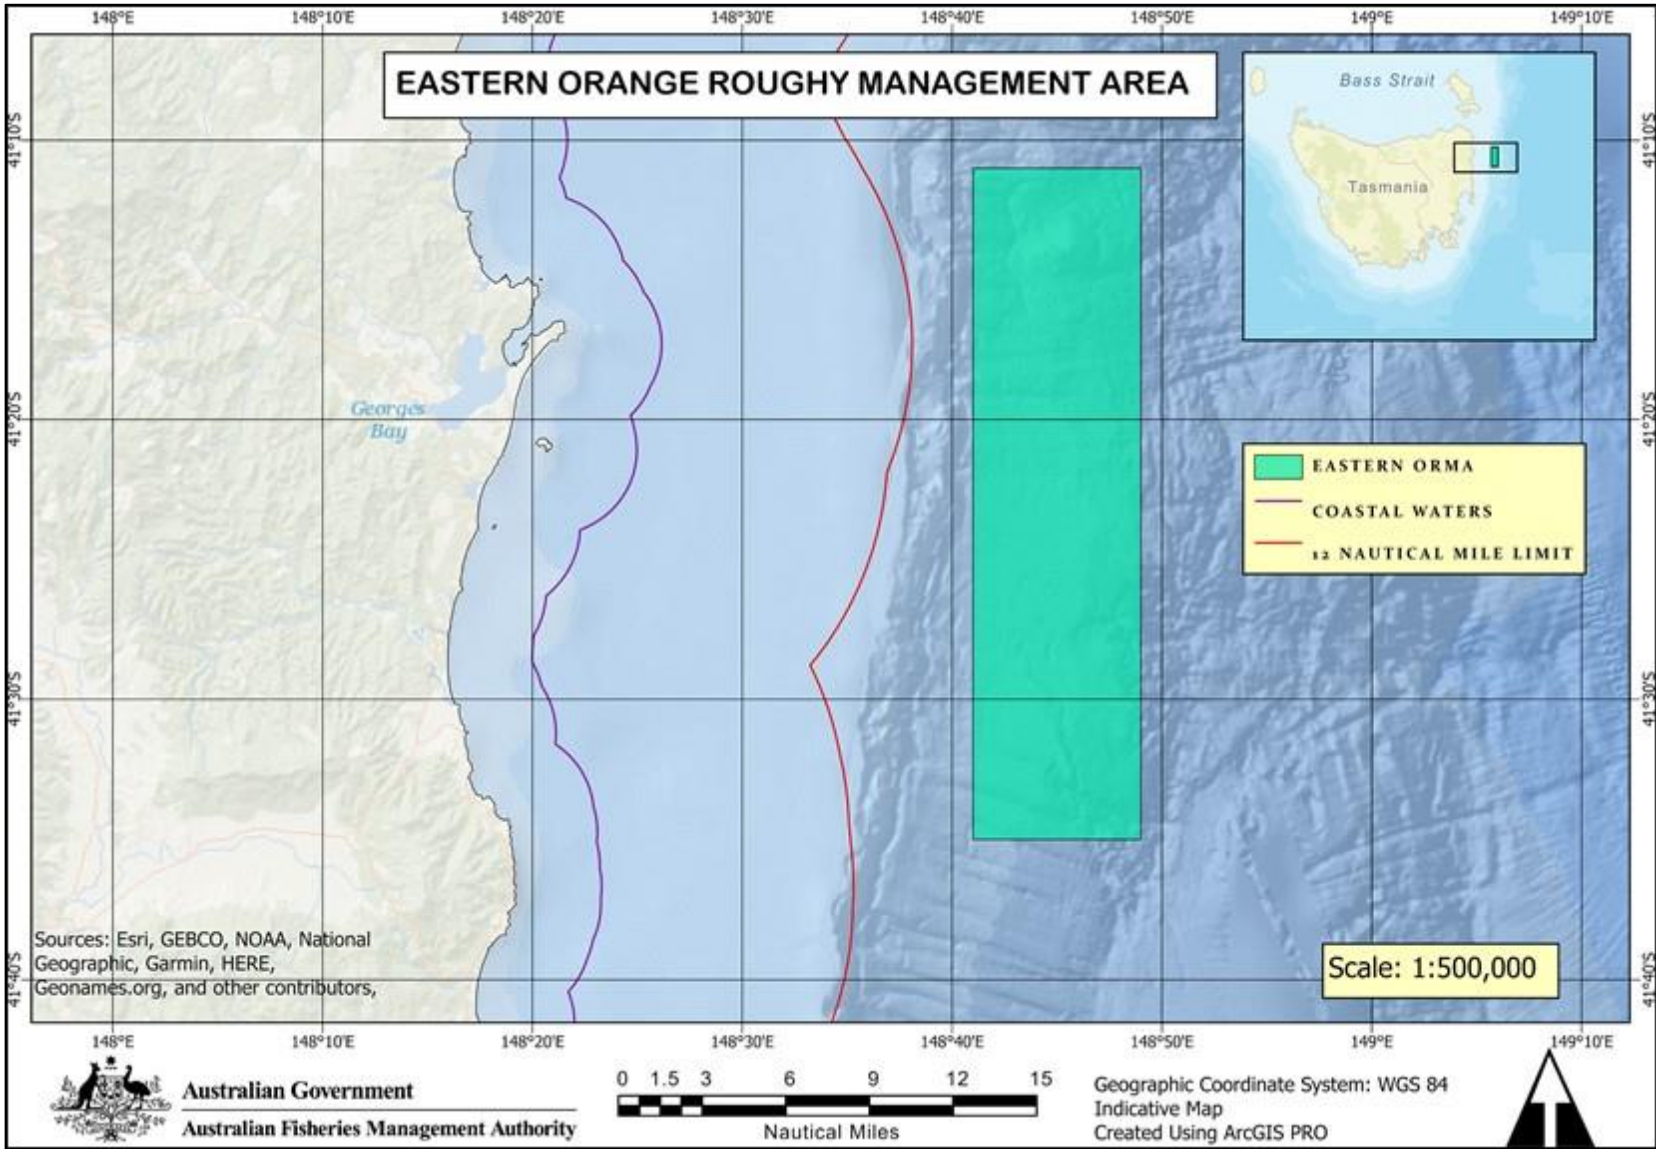 148°E 148°10'E 148°20'E 148°30'E 148°40'E 148°50'E 149°E 149°10'E
EASTERN ORANGE ROUGHY MANAGEMENT AREA
Bass Strait
Tasmania
41°10'S 41°10'S
41°20'S 41°20'S
Georges
Bay
EASTERN ORMA
COASTAL WATERS
12 NAUTICAL MILE LIMIT
41°30'S 41°30'S
Sources: Esri, GEBCO, NOAA, National
Geographic, Garmin, HERE,
Geonames.org, and other contributors,
Scale: 1:500,000
41°40'S 41°40'S
148°E 148°10'E 148°20'E 148°30'E 148°40'E 148°50'E 149°E 149°10'E
Australian Government
Australian Fisheries Management Authority
0 1.5 3 6 9 12 15
Nautical Miles
Geographic Coordinate System: WGS 84
Indicative Map
Created Using ArcGIS PRO